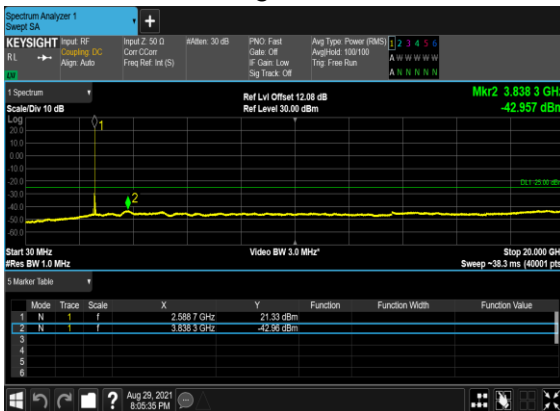 Spectrum Analyzer 1
Swept SA
KEYSIGHT
Input: RF
Coupling: DC
Align: Auto
Input Z: 50 Ω
Corr CCorr
Freq Ref: Int (S)
#Atten: 30 dB
PNO: Fast
Gate: Off
IF Gain: Low
Sig Track: Off
Avg Type: Power (RMS)
Avg|Hold: 100/100
Trig: Free Run
1 2 3 4 5 6
A W W W W W
A N N N N N
RL
LV
1 Spectrum
Scale/Div 10 dB
Ref Lvl Offset 12.08 dB
Ref Level 30.00 dBm
Mkr2 3.838 3 GHz
-42.957 dBm
Log
20.0
10.0
0.00
-10.0
-20.0
-30.0
-40.0
-50.0
-60.0
1
2
DL1 -25.00 dBm
Start 30 MHz
#Res BW 1.0 MHz
Video BW 3.0 MHz*
Stop 20.000 GHz
Sweep ~38.3 ms (40001 pts)
5 Marker Table
Mode Trace Scale X Y Function Function Width Function Value
1 N 1 f 2.588 7 GHz 21.33 dBm
2 N 1 f 3.838 3 GHz -42.96 dBm
3
4
5
6
?
Aug 29, 2021
8:05:35 PM